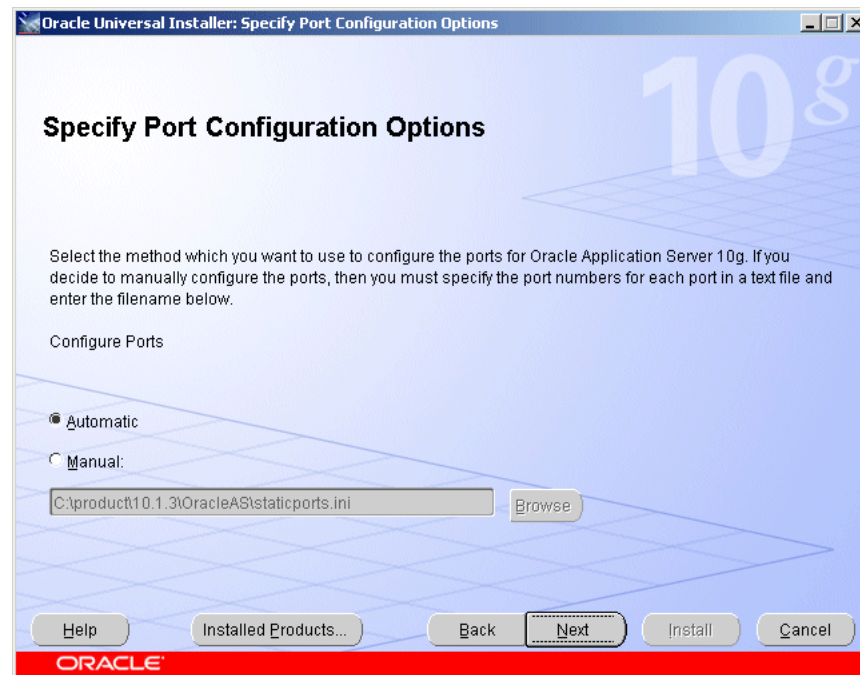 Oracle Universal Installer: Specify Port Configuration Options
10g
Specify Port Configuration Options
Select the method which you want to use to configure the ports for Oracle Application Server 10g. If you
decide to manually configure the ports, then you must specify the port numbers for each port in a text file and
enter the filename below.
Configure Ports
Automatic
Manual:
C:\product\10.1.3\OracleAS\staticports.ini
Browse
Help
Installed Products...
Back
Next
Install
Cancel
ORACLE